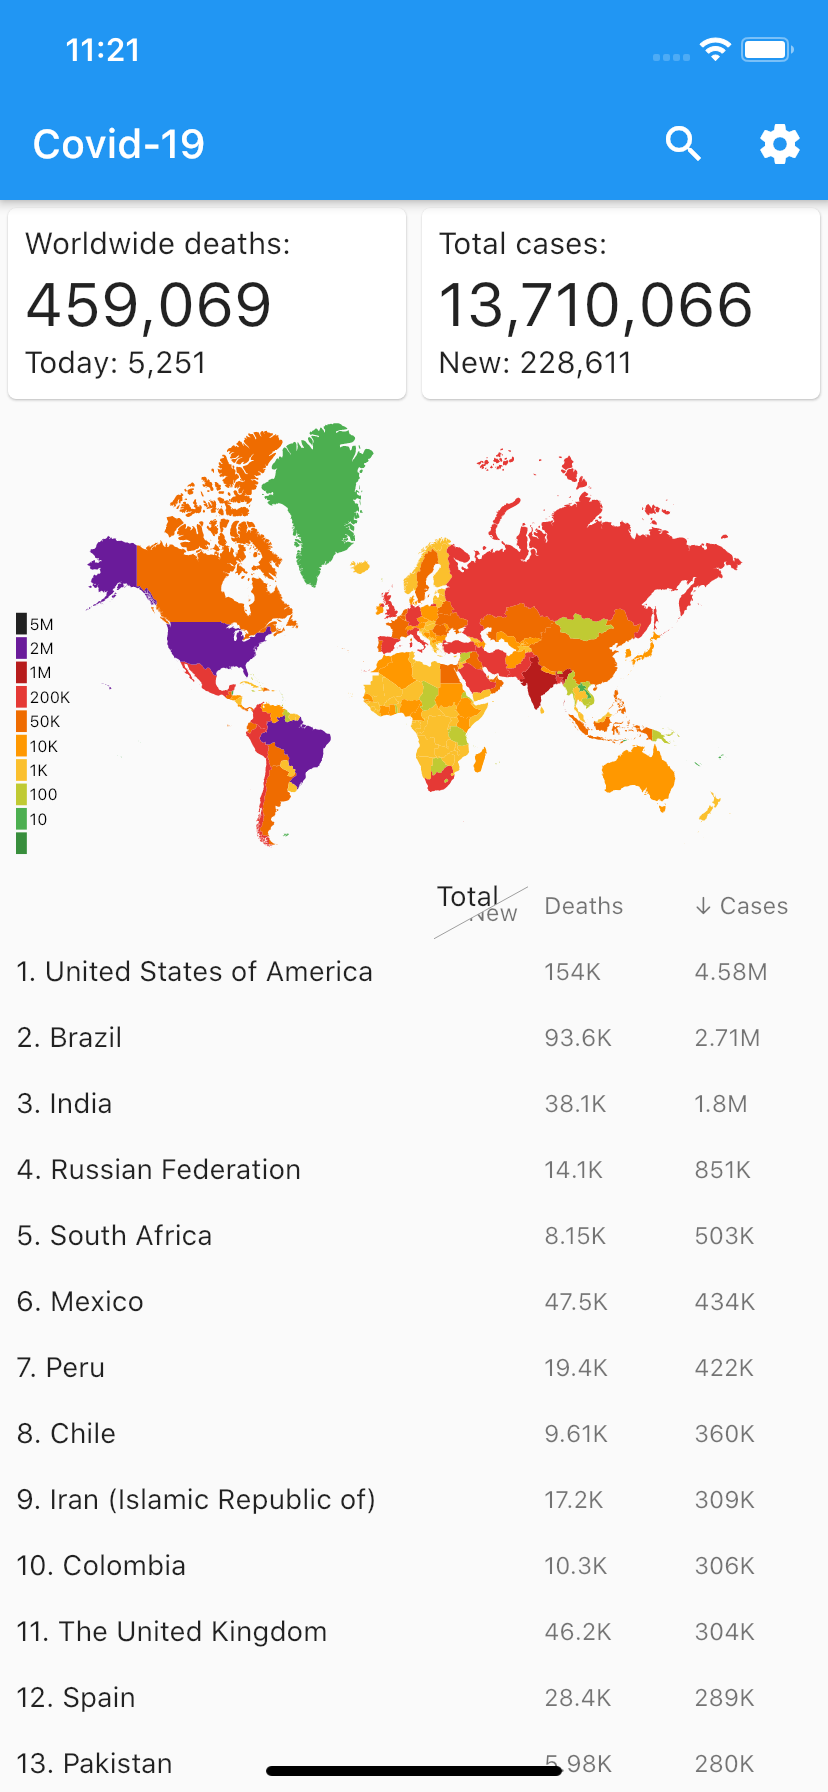 11:21
Covid-19
Worldwide deaths:
459,069
Today: 5,251
Total cases:
13,710,066
New: 228,611
5M
2M
1M
200K
50K
10K
1K
100
10
Total
New
Deaths
↓ Cases
1. United States of America 154K 4.58M
2. Brazil 93.6K 2.71M
3. India 38.1K 1.8M
4. Russian Federation 14.1K 851K
5. South Africa 8.15K 503K
6. Mexico 47.5K 434K
7. Peru 19.4K 422K
8. Chile 9.61K 360K
9. Iran (Islamic Republic of) 17.2K 309K
10. Colombia 10.3K 306K
11. The United Kingdom 46.2K 304K
12. Spain 28.4K 289K
13. Pakistan 5.98K 280K